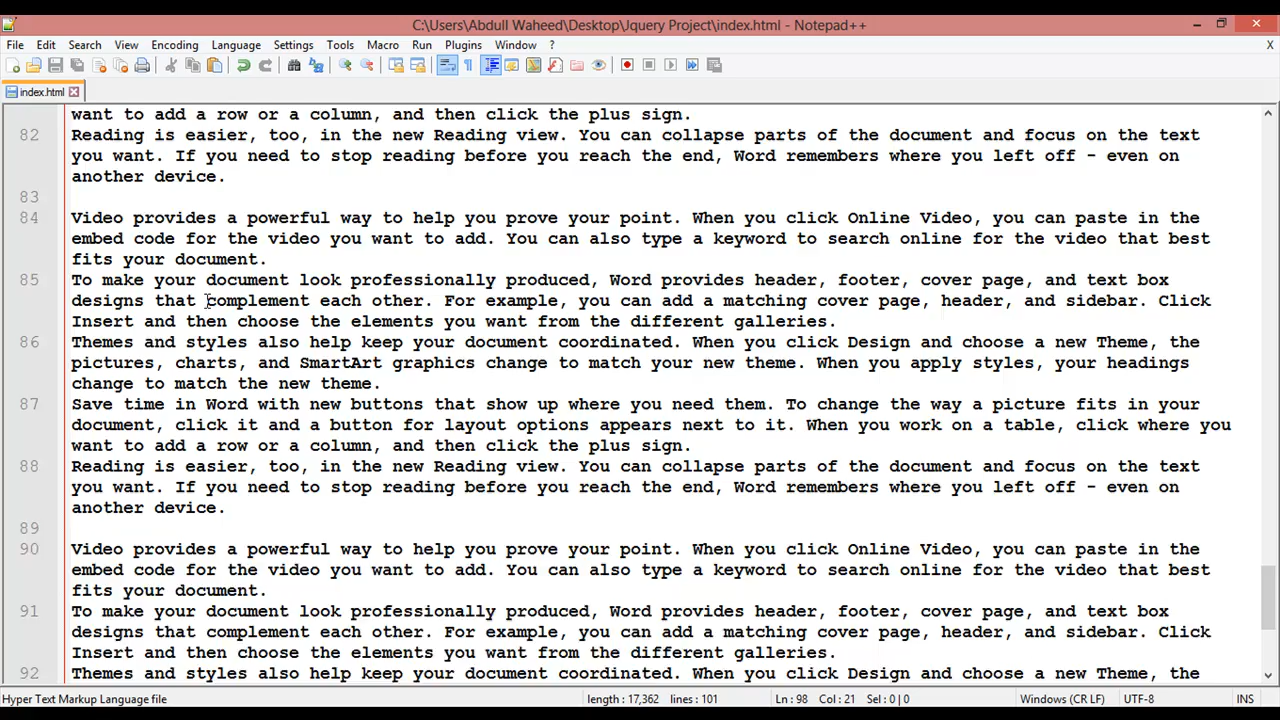 C:\Users\Abdull Waheed\Desktop\Jquery Project\index.html - Notepad++
File Edit Search View Encoding Language Settings Tools Macro Run Plugins Window ? X
index.html
want to add a row or a column, and then click the plus sign.
82 Reading is easier, too, in the new Reading view. You can collapse parts of the document and focus on the text
you want. If you need to stop reading before you reach the end, Word remembers where you left off - even on
another device.
83
84 Video provides a powerful way to help you prove your point. When you click Online Video, you can paste in the
embed code for the video you want to add. You can also type a keyword to search online for the video that best
fits your document.
85 To make your document look professionally produced, Word provides header, footer, cover page, and text box
designs that complement each other. For example, you can add a matching cover page, header, and sidebar. Click
Insert and then choose the elements you want from the different galleries.
86 Themes and styles also help keep your document coordinated. When you click Design and choose a new Theme, the
pictures, charts, and SmartArt graphics change to match your new theme. When you apply styles, your headings
change to match the new theme.
87 Save time in Word with new buttons that show up where you need them. To change the way a picture fits in your
document, click it and a button for layout options appears next to it. When you work on a table, click where you
want to add a row or a column, and then click the plus sign.
88 Reading is easier, too, in the new Reading view. You can collapse parts of the document and focus on the text
you want. If you need to stop reading before you reach the end, Word remembers where you left off - even on
another device.
89
90 Video provides a powerful way to help you prove your point. When you click Online Video, you can paste in the
embed code for the video you want to add. You can also type a keyword to search online for the video that best
fits your document.
91 To make your document look professionally produced, Word provides header, footer, cover page, and text box
designs that complement each other. For example, you can add a matching cover page, header, and sidebar. Click
Insert and then choose the elements you want from the different galleries.
92 Themes and styles also help keep your document coordinated. When you click Design and choose a new Theme, the
Hyper Text Markup Language file length : 17,362 lines : 101 Ln : 98 Col : 21 Sel : 0 | 0 Windows (CR LF) UTF-8 INS